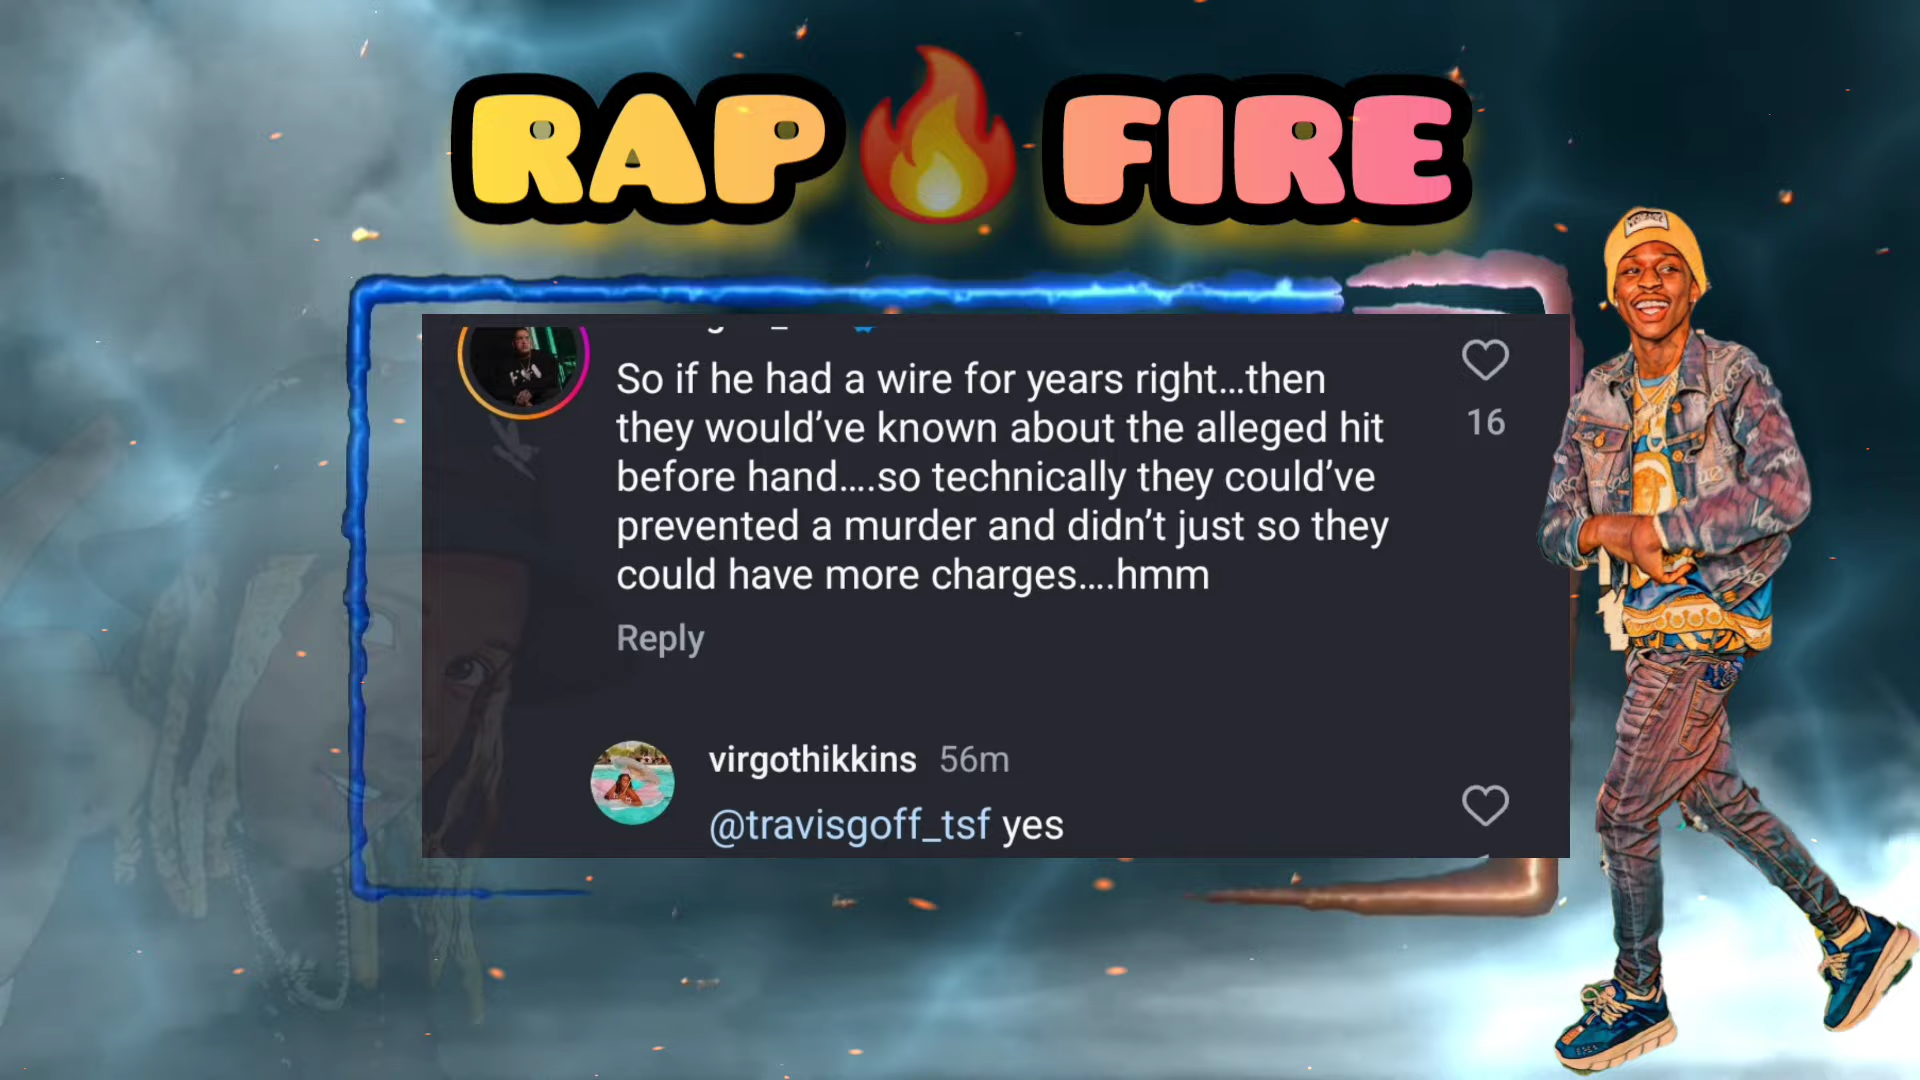 RAP FIRE
So if he had a wire for years right...then
they would've known about the alleged hit
before hand....so technically they could've
prevented a murder and didn't just so they
could have more charges....hmm
16
Reply
virgothikkins 56m
@travisgoff_tsf yes